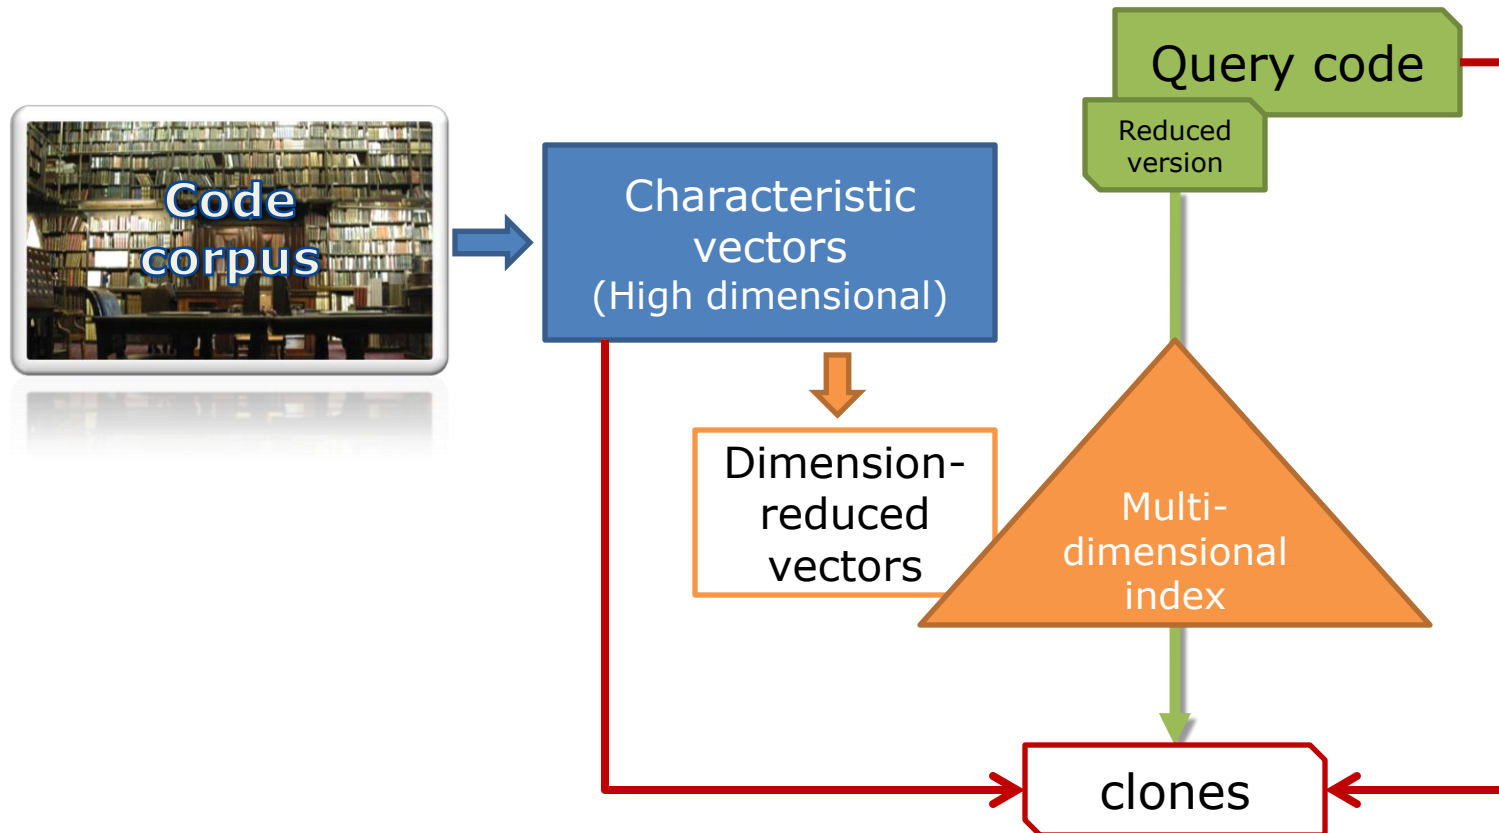 Code
corpus
Characteristic
vectors
(High dimensional)
Dimension-
reduced
vectors
Query code
Reduced
version
Multi-
dimensional
index
clones